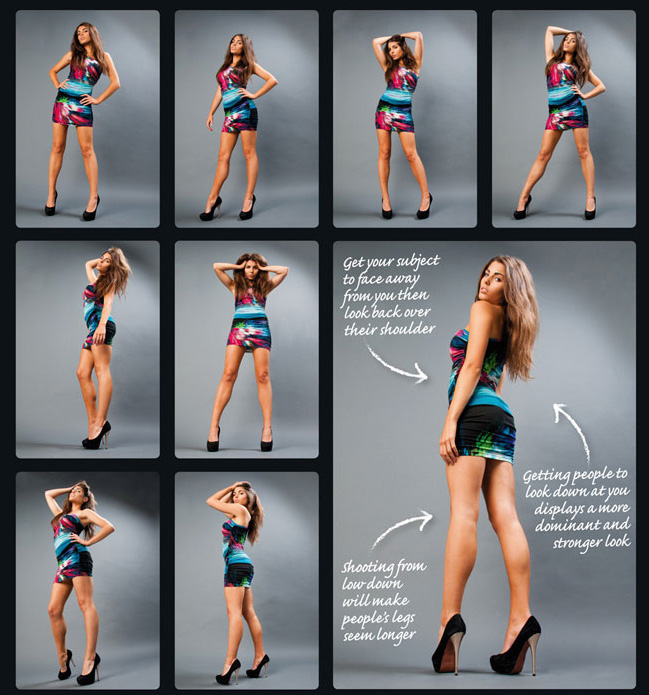 Get your subject
to face away
from you then
look back over
their shoulder
Getting people to
look down at you
displays a more
dominant and
stronger look
Shooting from
low down
will make
people's legs
seem longer